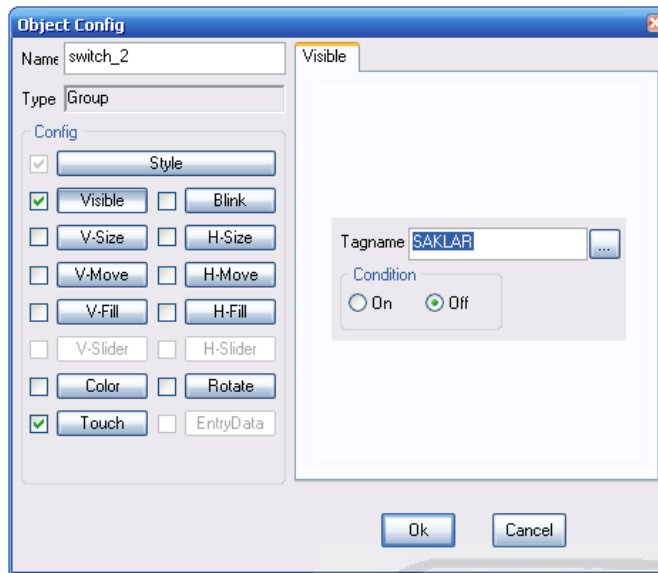 Object Config
Name switch_2
Type Group
Config
Style
Visible Blink
V-Size H-Size
V-Move H-Move
V-Fill H-Fill
V-Slider H-Slider
Color Rotate
Touch EntryData
Visible
Tagname SAKLAR ...
Condition
On Off
Ok Cancel